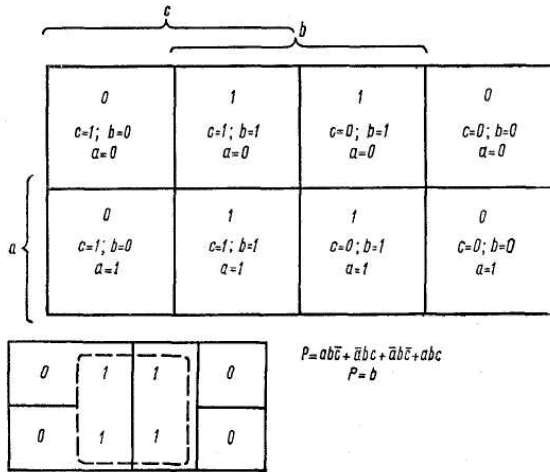 c
b
0 1 1 0
c=1; b=0 c=1; b=1 c=0; b=1 c=0; b=0
a=0 a=0 a=0 a=0
a
0 1 1 0
c=1; b=0 c=1; b=1 c=0; b=1 c=0; b=0
a=1 a=1 a=1 a=1
0 1 1 0
0 1 1 0
P=abc̄+ābc+ābc̄+abc
P=b